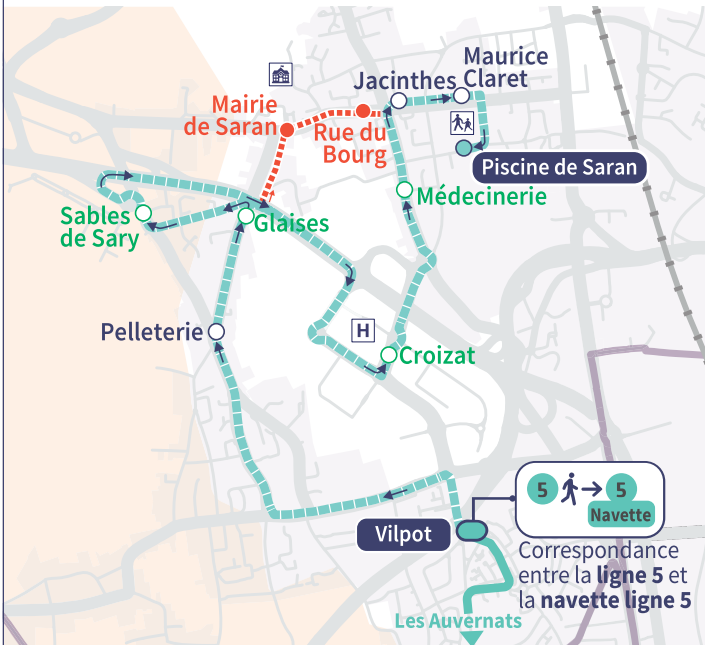 Maurice
Claret
Jacinthes
Mairie
de Saran
Rue du
Bourg
Piscine de Saran
Médecinerie
Sables
de Sary
Glaises
Pelleterie
H
Croizat
5 → 5
Navette
Vilpot
Correspondance
entre la ligne 5 et
la navette ligne 5
Les Auvernats